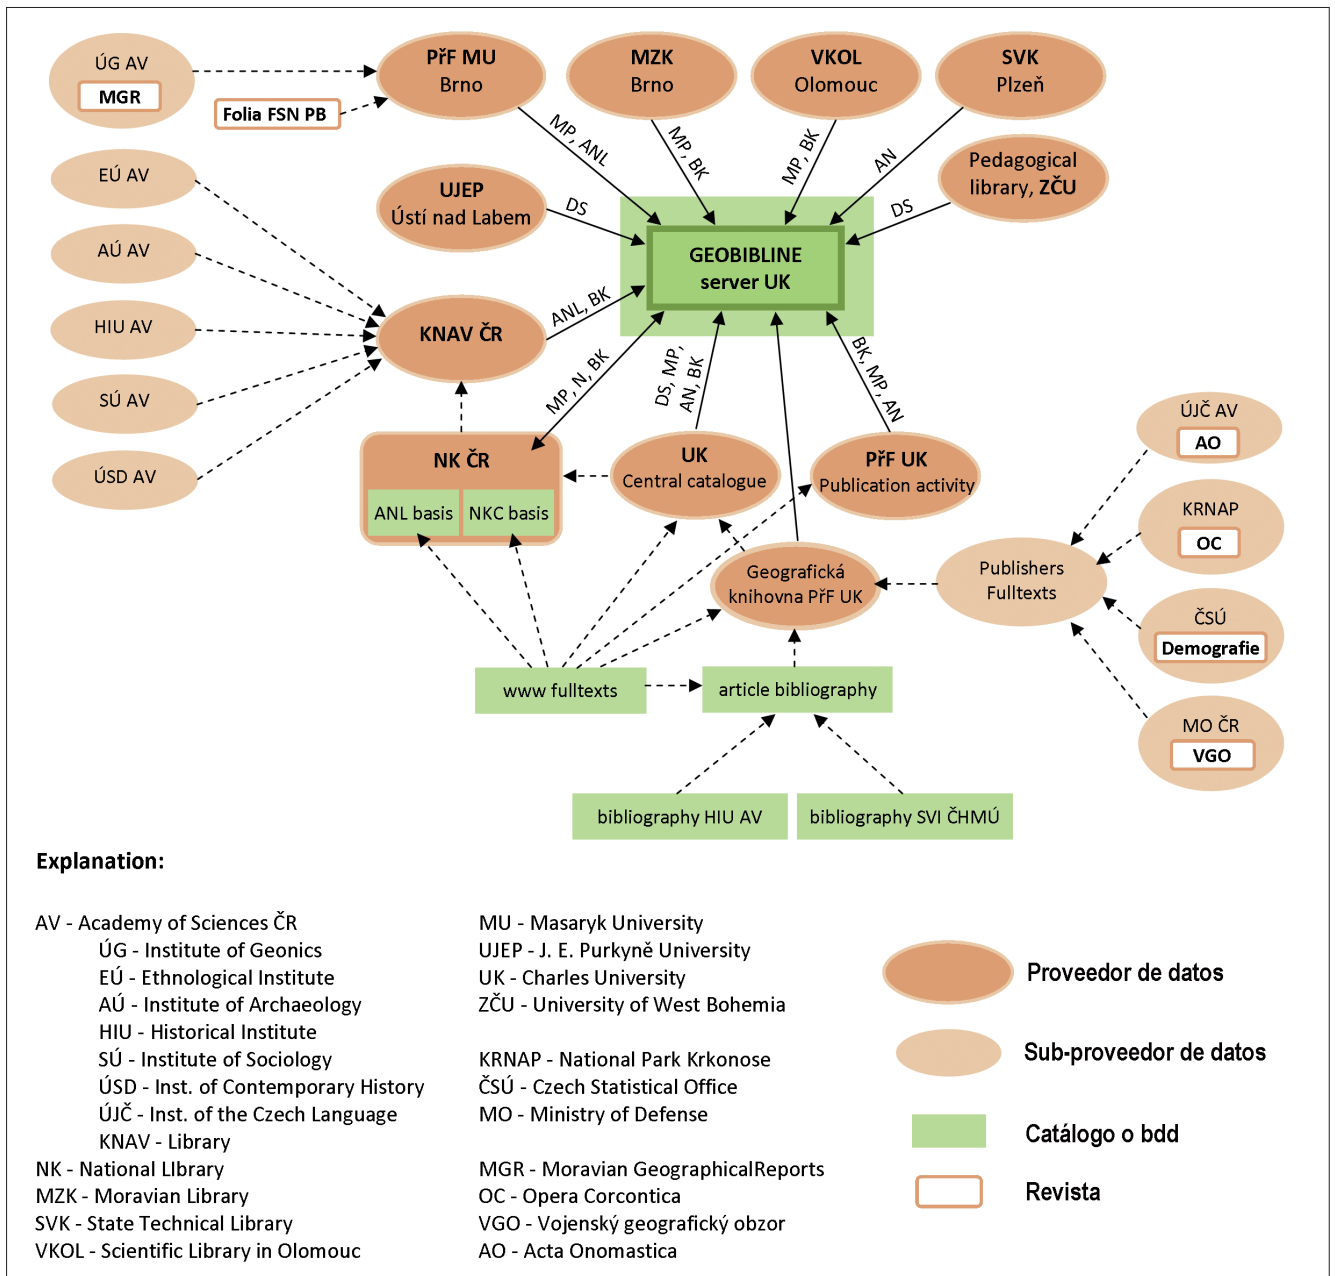 ÚG AV
MGR
Folia FSN PB
PřF MU
Brno
MZK
Brno
VKOL
Olomouc
SVK
Plzeň
EÚ AV
AÚ AV
HIU AV
SÚ AV
ÚSD AV
UJEP
Ústí nad Labem
Pedagogical
library, ZČU
MP, ANL
MP, BK
MP, BK
AN
DS
DS
GEOBIBLINE
server UK
KNAV ČR
ANL, BK
MP, N, BK
DS, MP,
AN, BK
BK, MP, AN
NK ČR
ANL basis
NKC basis
UK
Central catalogue
PřF UK
Publication activity
Geografická
knihovna PřF UK
Publishers
Fulltexts
ÚJČ AV
AO
KRNAP
OC
ČSÚ
Demografie
MO ČR
VGO
www fulltexts
article bibliography
bibliography HIU AV
bibliography SVI ČHMÚ
Explanation:
AV - Academy of Sciences ČR
ÚG - Institute of Geonics
EÚ - Ethnological Institute
AÚ - Institute of Archaeology
HIU - Historical Institute
SÚ - Institute of Sociology
ÚSD - Inst. of Contemporary History
ÚJČ - Inst. of the Czech Language
KNAV - Library
NK - National LIbrary
MZK - Moravian Library
SVK - State Technical Library
VKOL - Scientific Library in Olomouc
MU - Masaryk University
UJEP - J. E. Purkyně University
UK - Charles University
ZČU - University of West Bohemia
KRNAP - National Park Krkonose
ČSÚ - Czech Statistical Office
MO - Ministry of Defense
MGR - Moravian GeographicalReports
OC - Opera Corcontica
VGO - Vojenský geografický obzor
AO - Acta Onomastica
Proveedor de datos
Sub-proveedor de datos
Catálogo o bdd
Revista